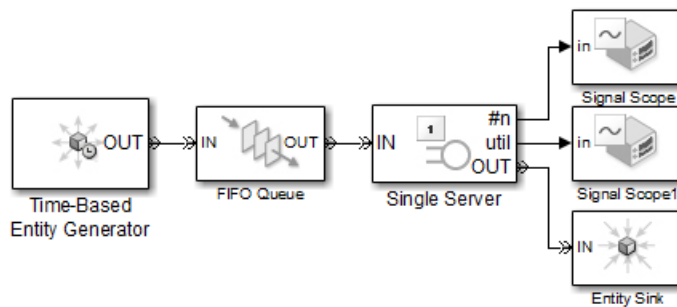 OUT
Time-Based
Entity Generator
IN
OUT
FIFO Queue
IN
1
#n
util
OUT
Single Server
in
Signal Scope
in
Signal Scope1
IN
Entity Sink